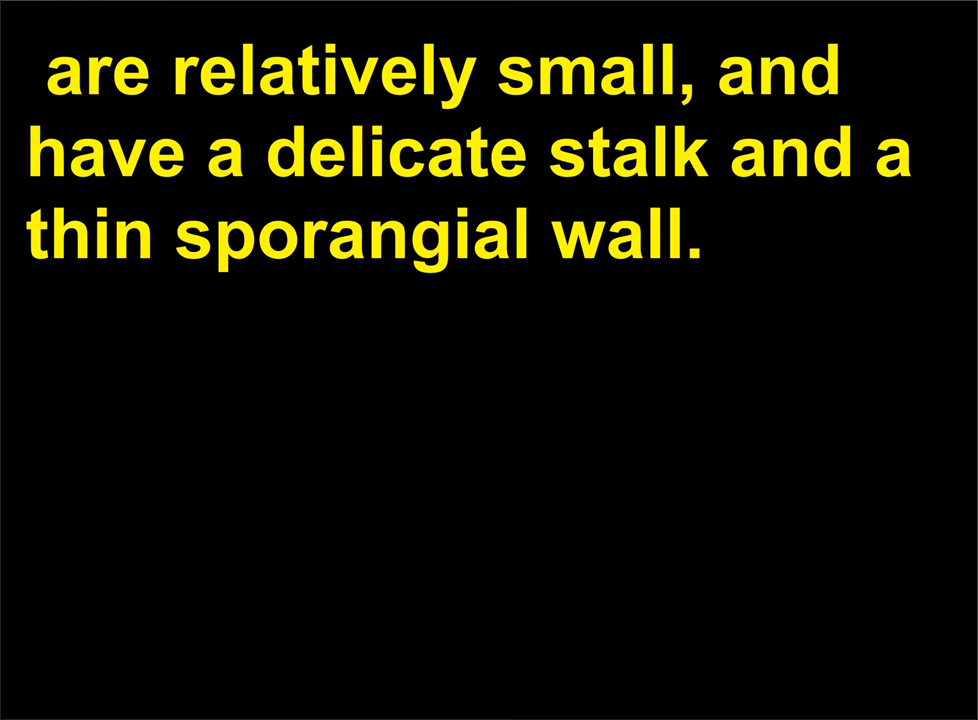 are relatively small, and
have a delicate stalk and a
thin sporangial wall.